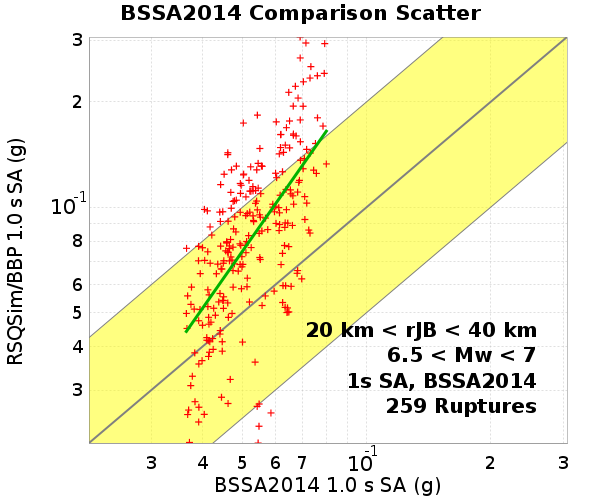 BSSA2014 Comparison Scatter
RSQSim/BBP 1.0 s SA (g)
3
2
10-1
8
7
6
5
4
3
20 km < rJB < 40 km
6.5 < Mw < 7
1s SA, BSSA2014
259 Ruptures
3 4 5 6 7 10-1 2 3
BSSA2014 1.0 s SA (g)